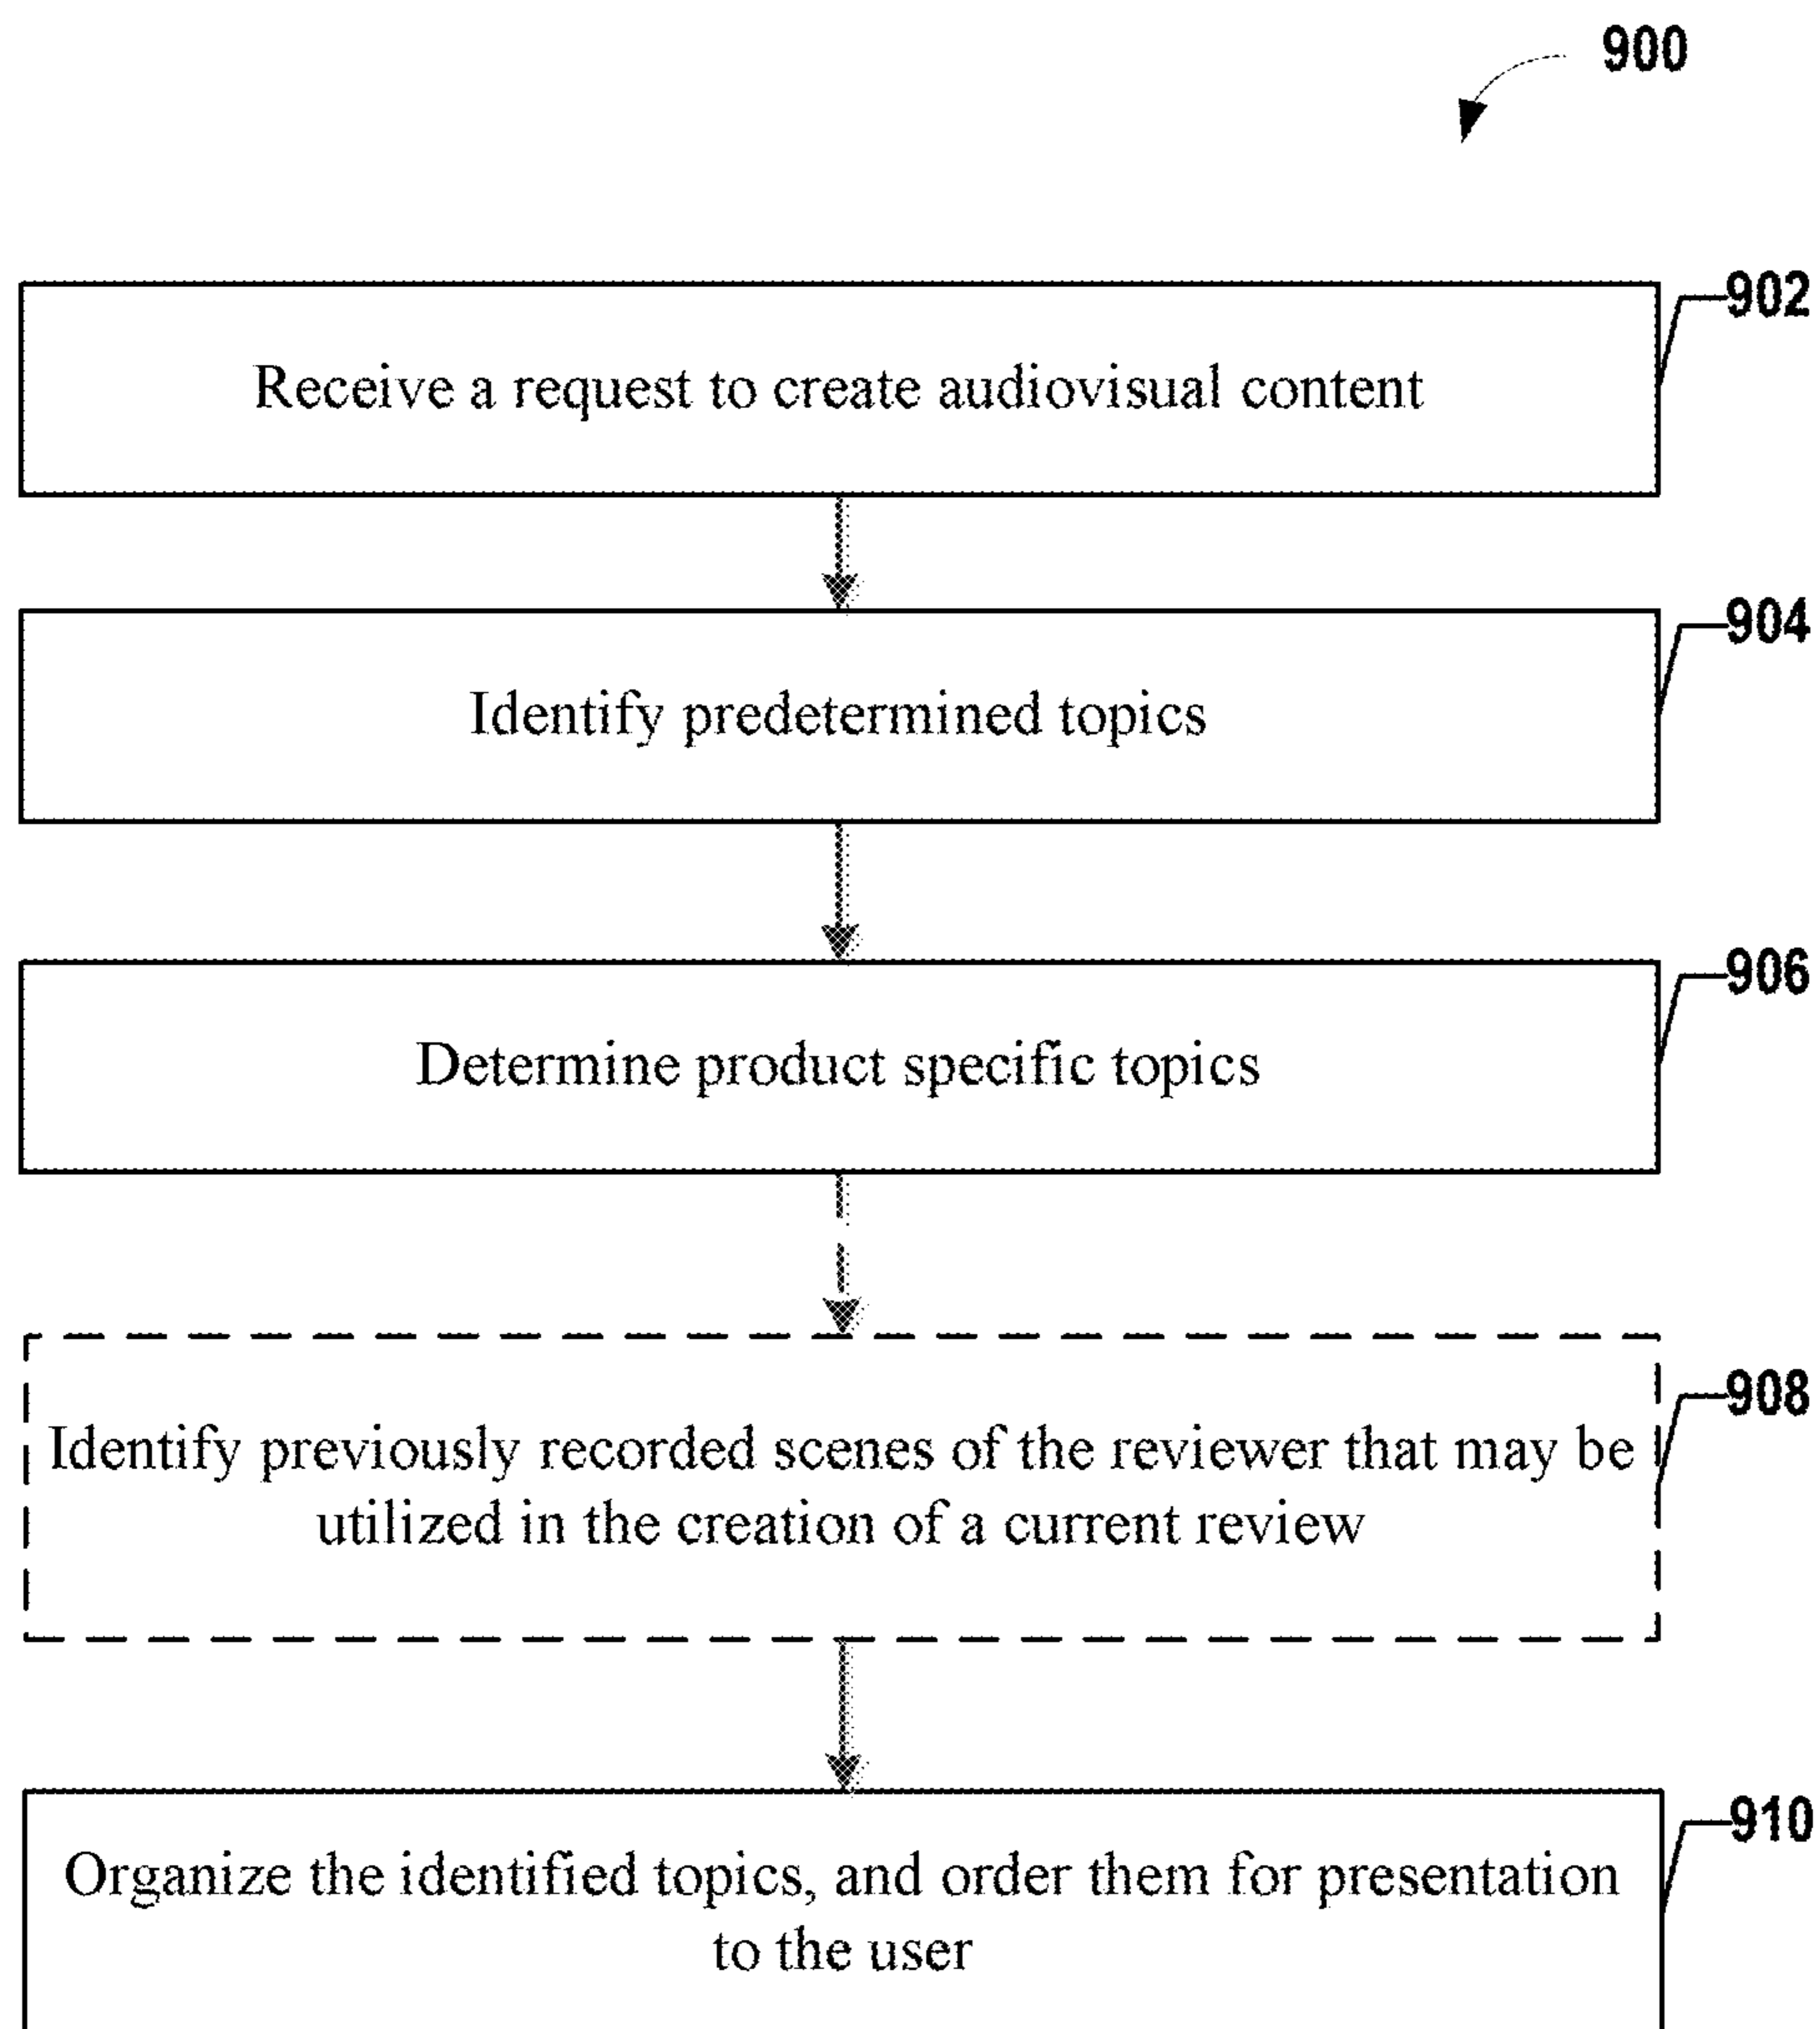 900
902
Receive a request to create audiovisual content
904
Identify predetermined topics
906
Determine product specific topics
908
Identify previously recorded scenes of the reviewer that may be
utilized in the creation of a current review
910
Organize the identified topics, and order them for presentation
to the user